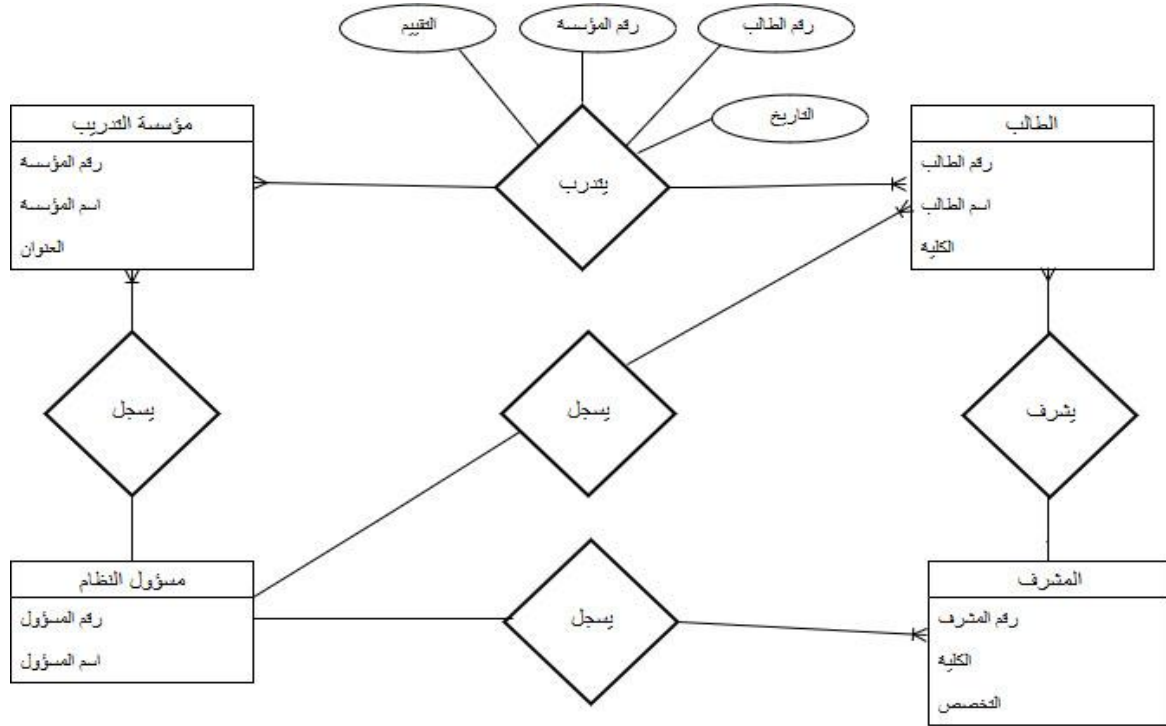 التقييم
رقم المؤسسة
رقم الطالب
التاريخ
مؤسسة التدريب
رقم المؤسسة
اسم المؤسسة
العنوان
يتدرب
الطالب
رقم الطالب
اسم الطالب
الكلية
يسجل
يسجل
يشرف
مسؤول النظام
رقم المسؤول
اسم المسؤول
يسجل
المشرف
رقم المشرف
الكلية
التخصص